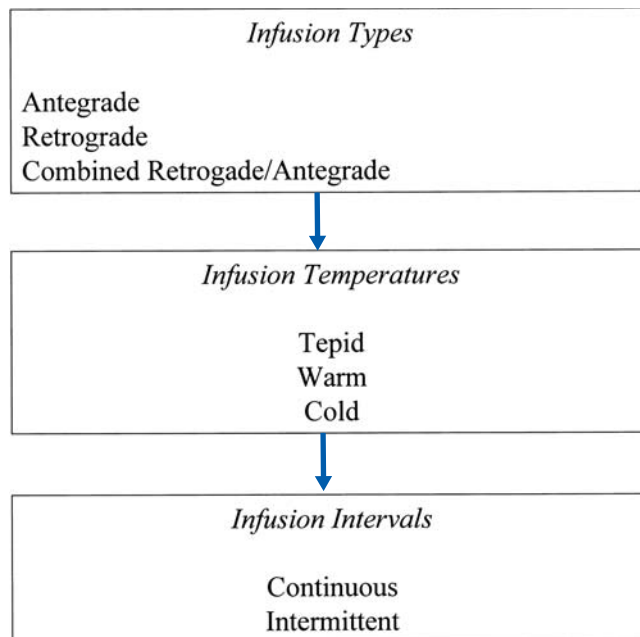 Infusion Types
Antegrade
Retrograde
Combined Retrogade/Antegrade
Infusion Temperatures
Tepid
Warm
Cold
Infusion Intervals
Continuous
Intermittent